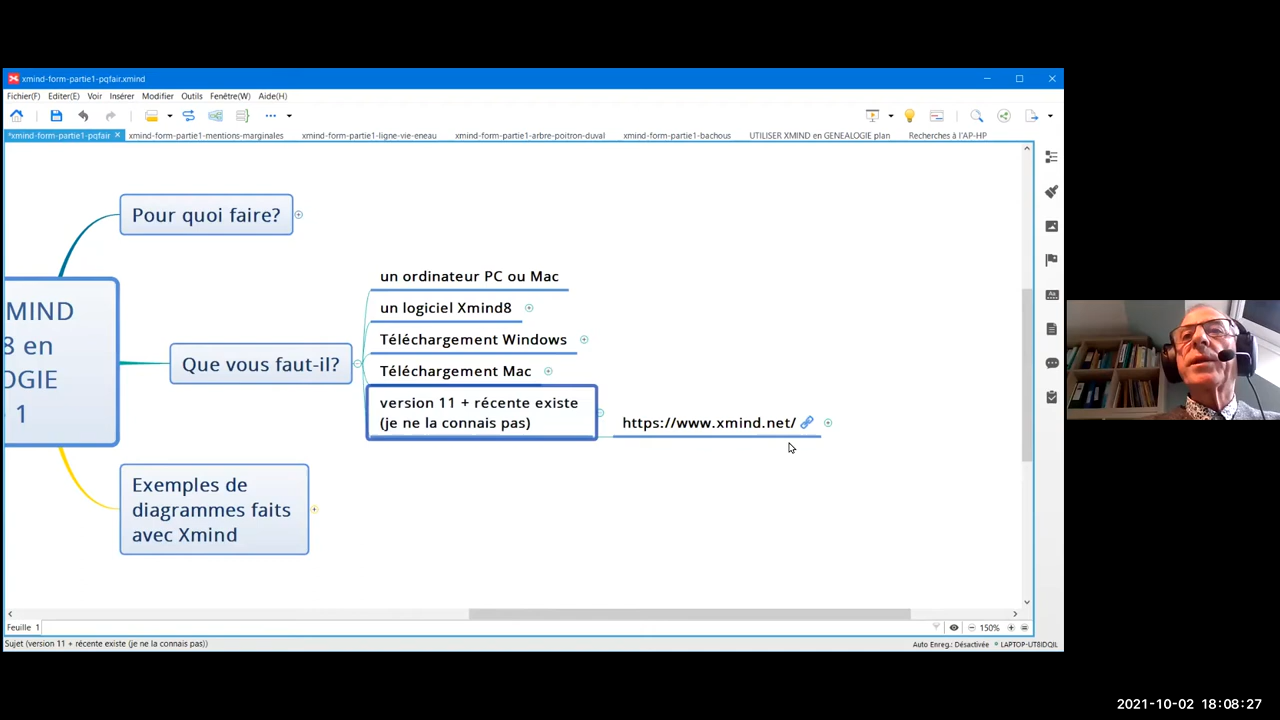 xmind-form-partie1-pqfair.xmind
Fichier(F) Editer(E) Voir Insérer Modifier Outils Fenêtre(W) Aide(H)
*xmind-form-partie1-pqfair xmind-form-partie1-mentions-marginales xmind-form-partie1-ligne-vie-eneau xmind-form-partie1-arbre-poitron-duval xmind-form-partie1-bachous UTILISER XMIND en GENEALOGIE plan Recherches à l'AP-HP
Pour quoi faire?
un ordinateur PC ou Mac
MIND
un logiciel Xmind8
8 en
Téléchargement Windows
Que vous faut-il?
OGIE
Téléchargement Mac
1
version 11 + récente existe
(je ne la connais pas)
https://www.xmind.net/
Exemples de
diagrammes faits
avec Xmind
Feuille 1
150%
Sujet (version 11 + récente existe (je ne la connais pas))
Auto Enreg.: Désactivée
LAPTOP-UT8IDQIL
2021-10-02 18:08:27